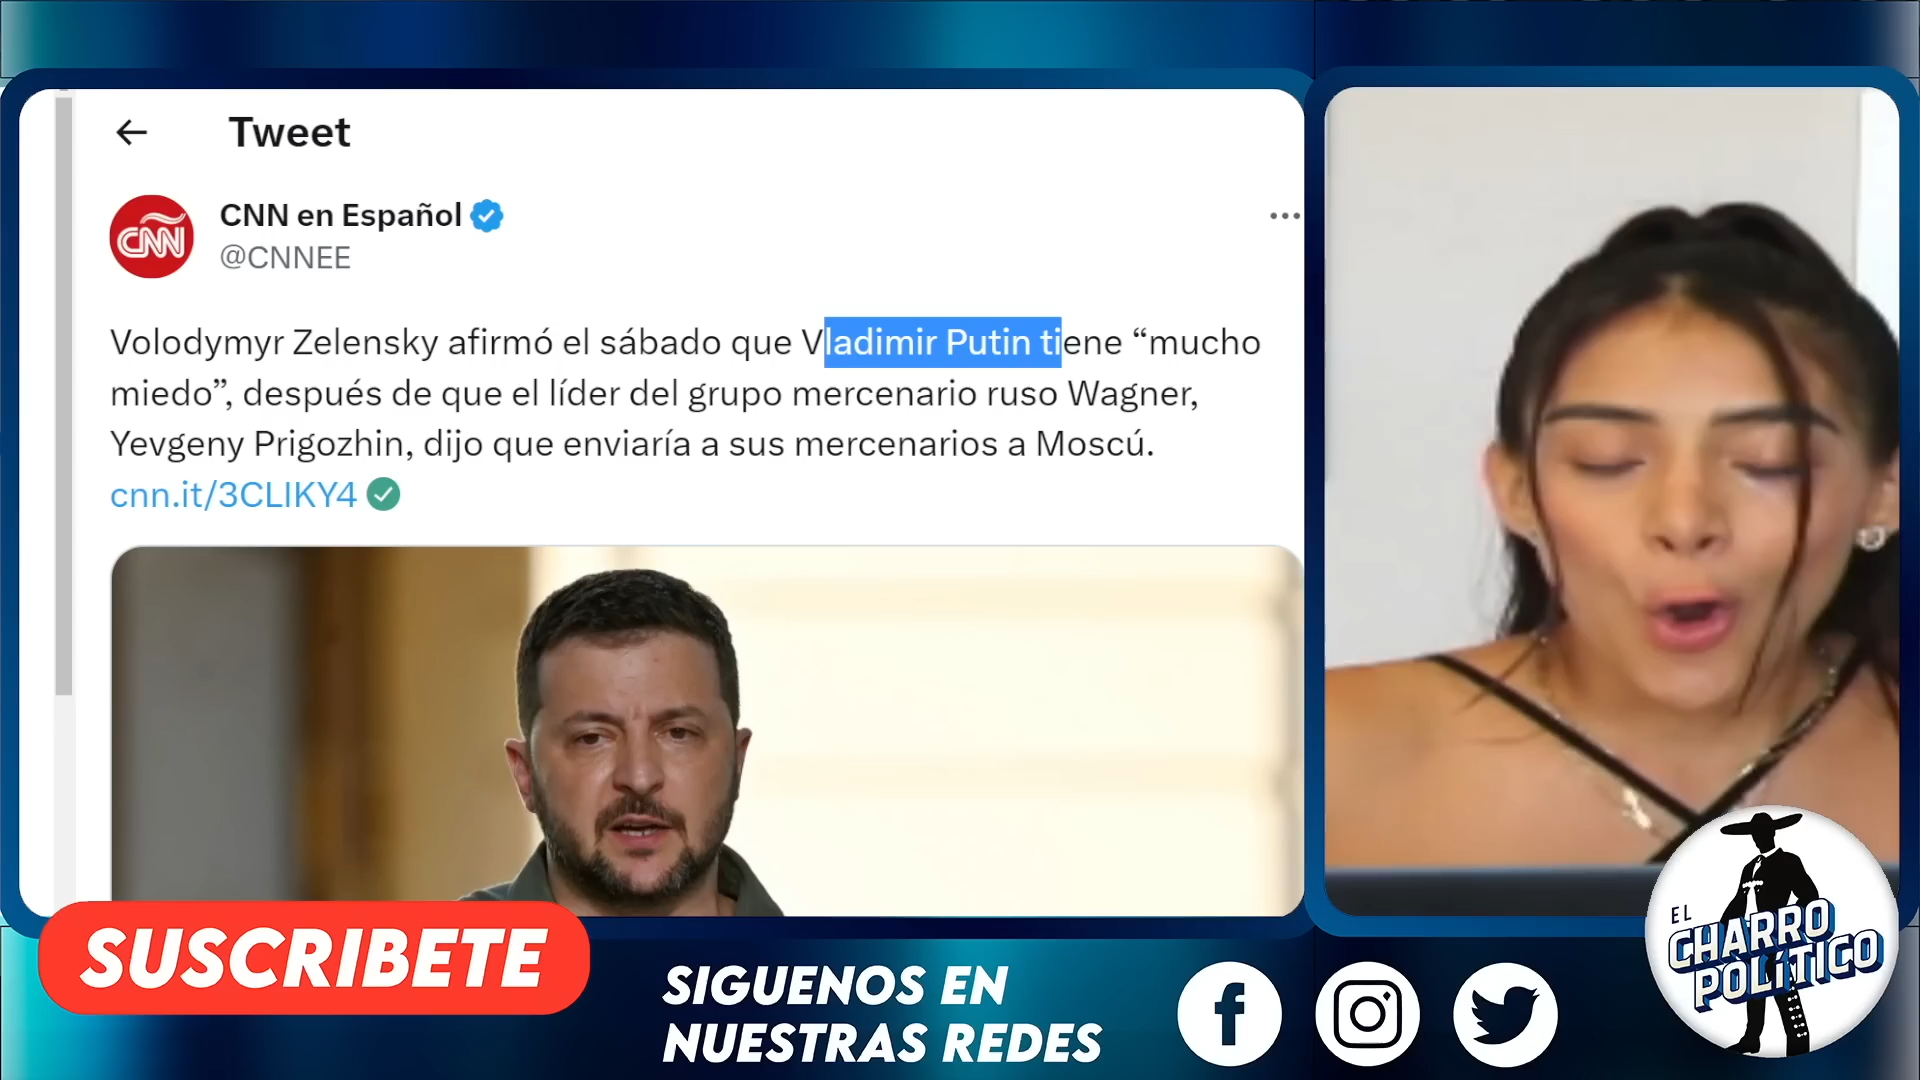 Tweet
CNN
CNN en Español
@CNNEE
Volodymyr Zelensky afirmó el sábado que Vladimir Putin tiene “mucho
miedo”, después de que el líder del grupo mercenario ruso Wagner,
Yevgeny Prigozhin, dijo que enviaría a sus mercenarios a Moscú.
cnn.it/3CLIKY4
SUSCRIBETE
SIGUENOS EN
NUESTRAS REDES
EL
CHARRO
POLÍTICO